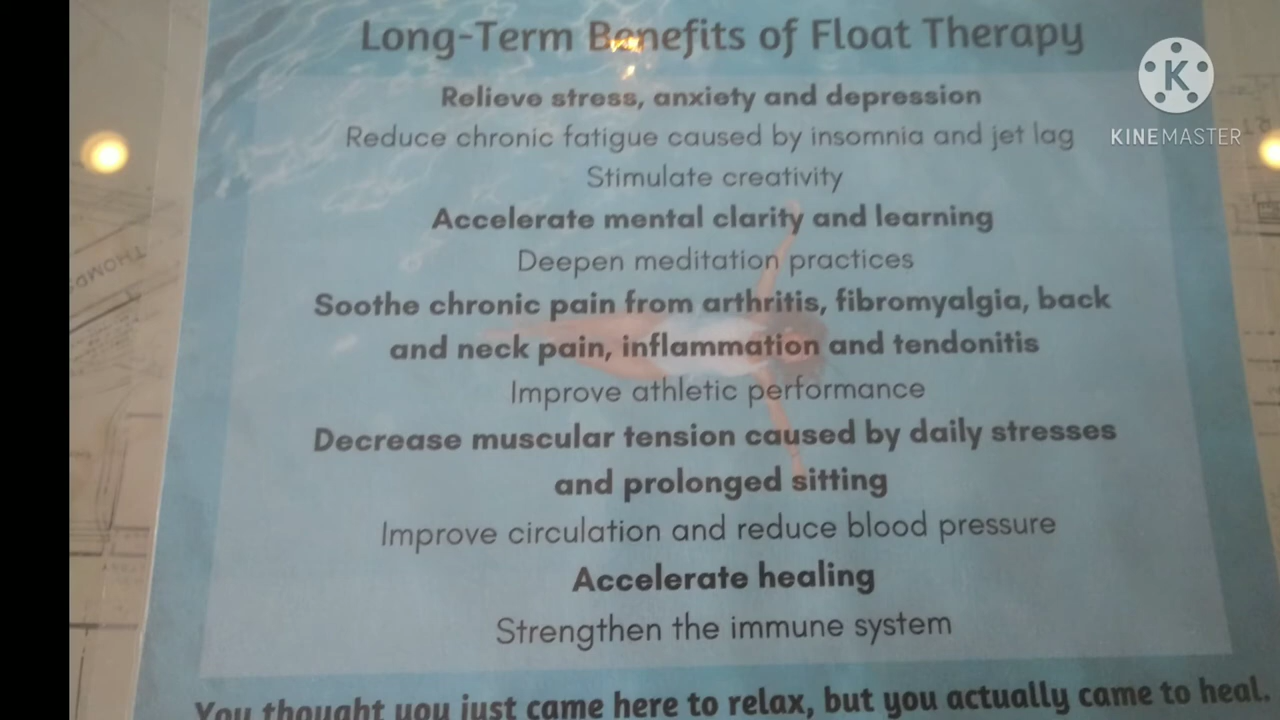 Long-Term Benefits of Float Therapy
Relieve stress, anxiety and depression
Reduce chronic fatigue caused by insomnia and jet lag
Stimulate creativity
Accelerate mental clarity and learning
Deepen meditation practices
Soothe chronic pain from arthritis, fibromyalgia, back
and neck pain, inflammation and tendonitis
Improve athletic performance
Decrease muscular tension caused by daily stresses
and prolonged sitting
Improve circulation and reduce blood pressure
Accelerate healing
Strengthen the immune system
You thought you just came here to relax, but you actually came to heal.
K
KINEMASTER